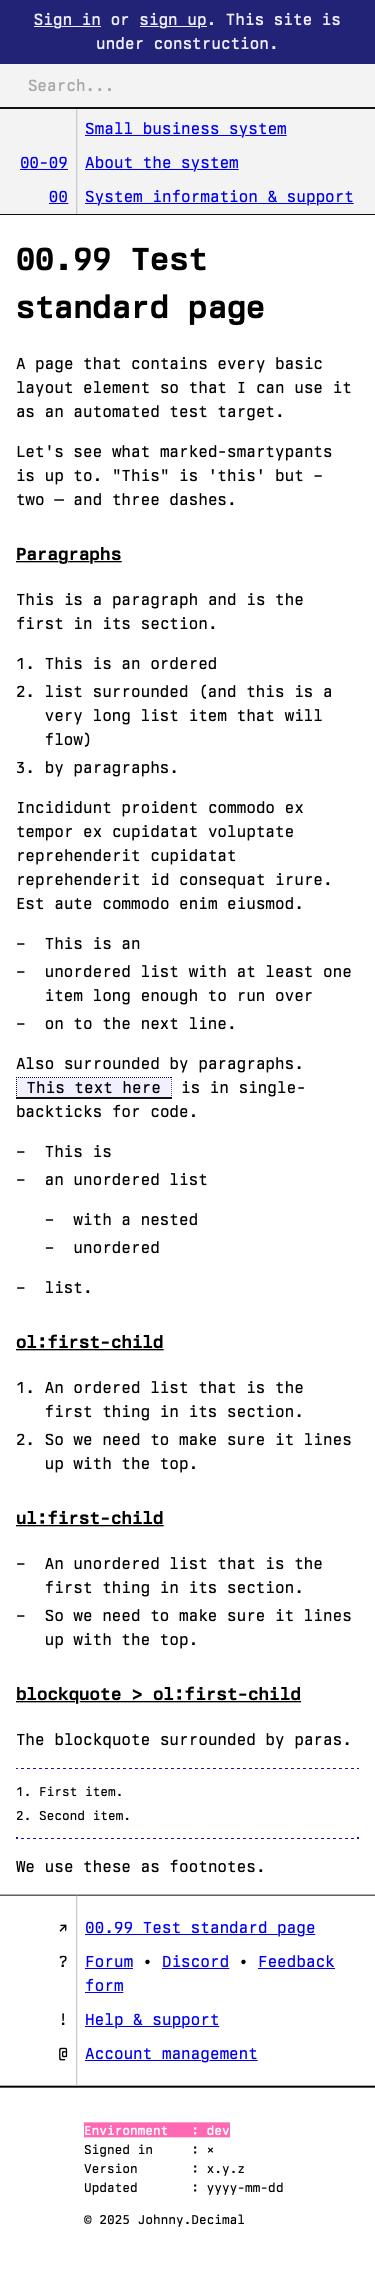 Sign in or sign up. This site is
under construction.
Search...
Small business system
00-09 About the system
00 System information & support
00.99 Test
standard page
A page that contains every basic
layout element so that I can use it
as an automated test target.
Let's see what marked-smartypants
is up to. "This" is 'this' but –
two — and three dashes.
Paragraphs
This is a paragraph and is the
first in its section.
1. This is an ordered
2. list surrounded (and this is a
very long list item that will
flow)
3. by paragraphs.
Incididunt proident commodo ex
tempor ex cupidatat voluptate
reprehenderit cupidatat
reprehenderit id consequat irure.
Est aute commodo enim eiusmod.
– This is an
– unordered list with at least one
item long enough to run over
– on to the next line.
Also surrounded by paragraphs.
This text here is in single-
backticks for code.
– This is
– an unordered list
– with a nested
– unordered
– list.
ol:first-child
1. An ordered list that is the
first thing in its section.
2. So we need to make sure it lines
up with the top.
ul:first-child
– An unordered list that is the
first thing in its section.
– So we need to make sure it lines
up with the top.
blockquote > ol:first-child
The blockquote surrounded by paras.
1. First item.
2. Second item.
We use these as footnotes.
↗ 00.99 Test standard page
? Forum • Discord • Feedback
form
! Help & support
@ Account management
Environment : dev
Signed in : ×
Version : x.y.z
Updated : yyyy-mm-dd
© 2025 Johnny.Decimal